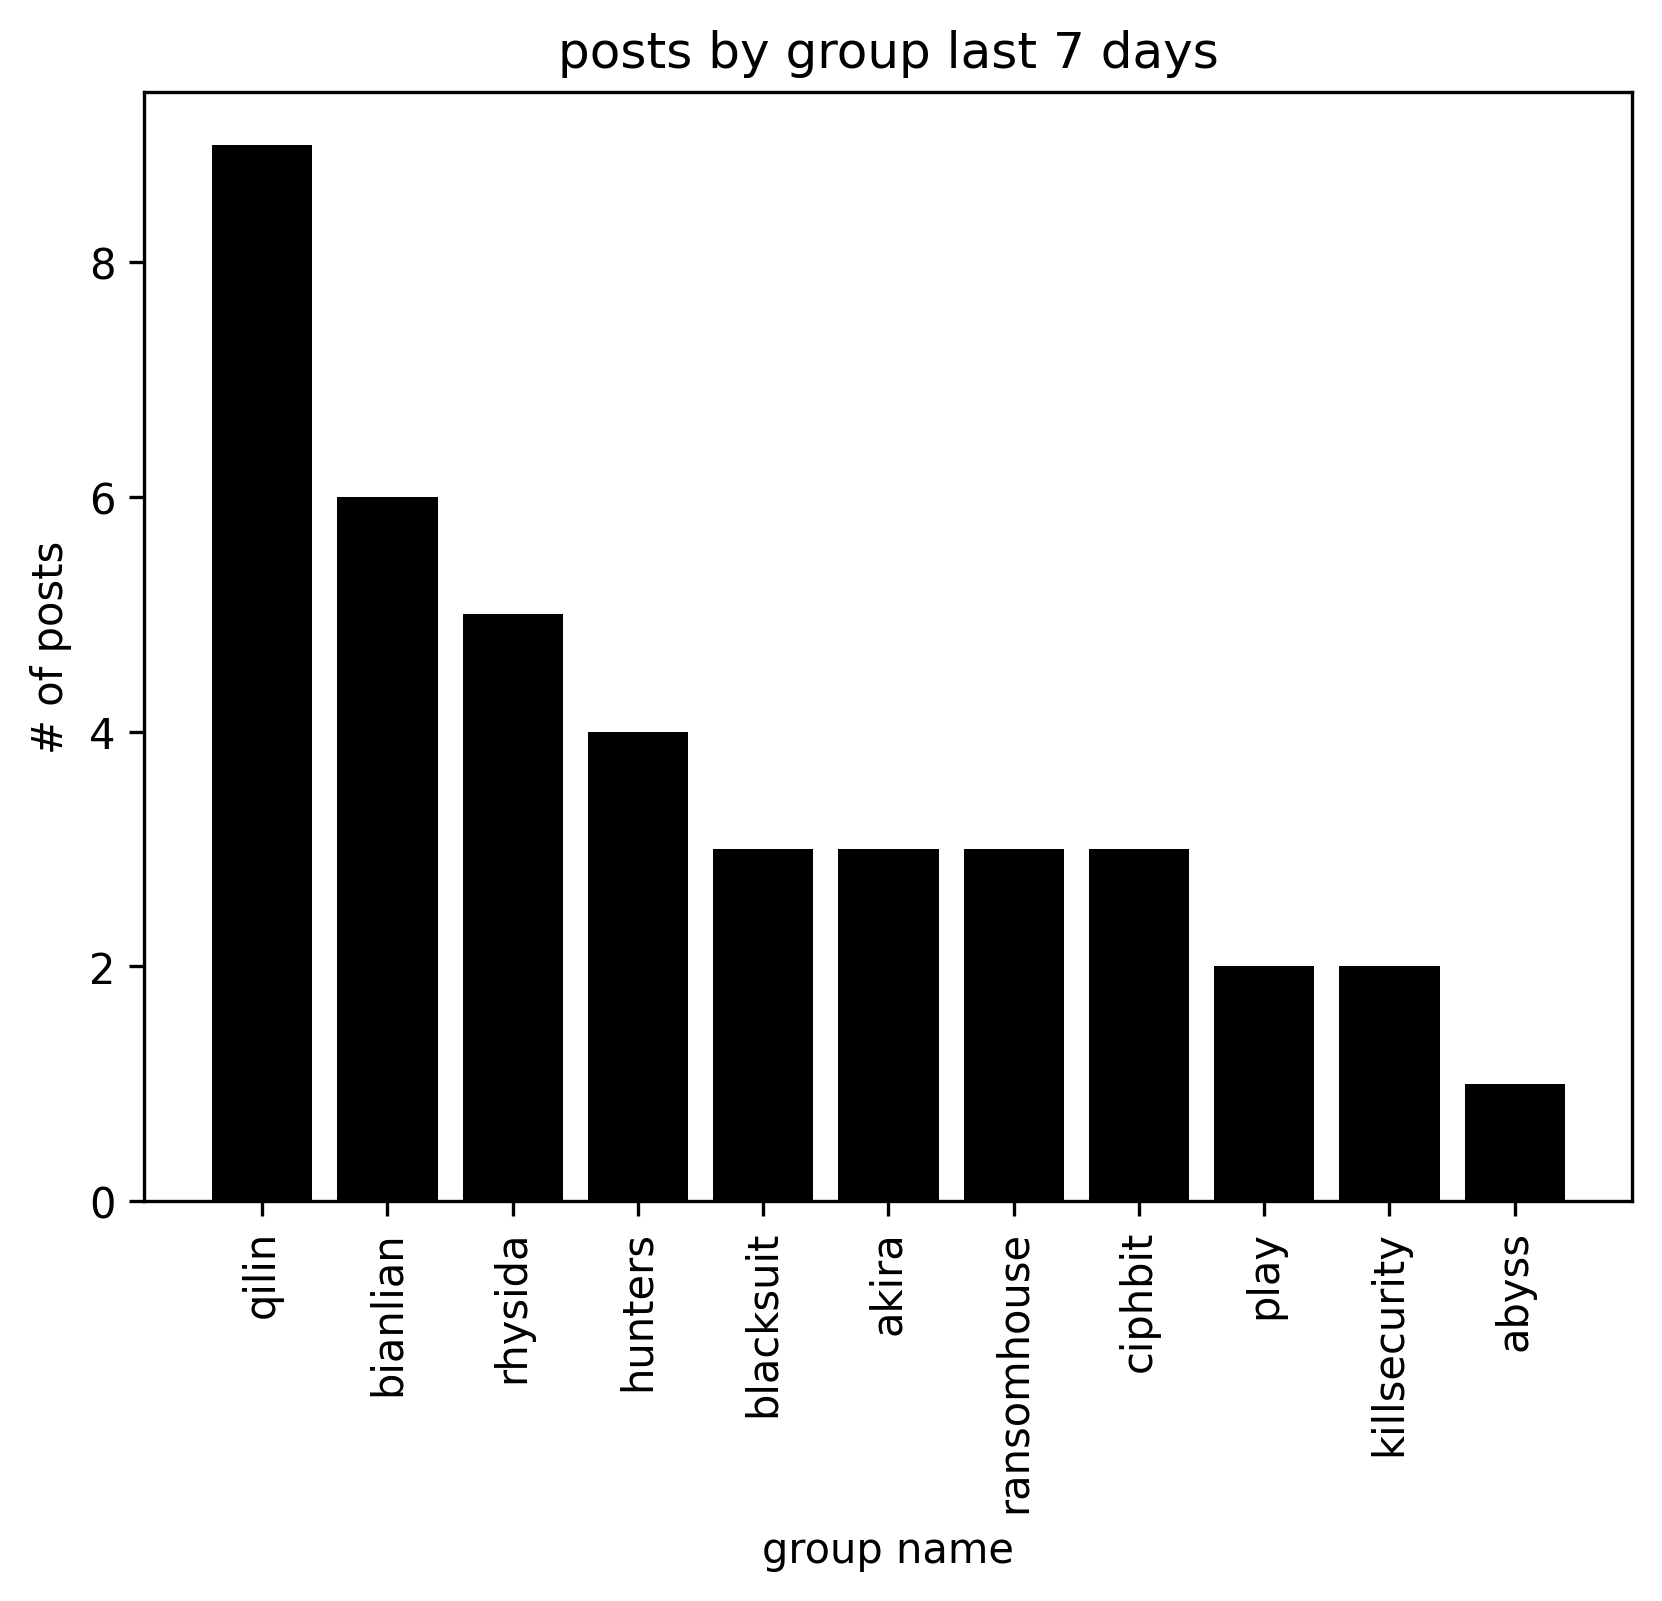 posts by group last 7 days
8
6
4
2
0
# of posts
qilin
bianlian
rhysida
hunters
blacksuit
akira
ransomhouse
ciphbit
play
killsecurity
abyss
group name